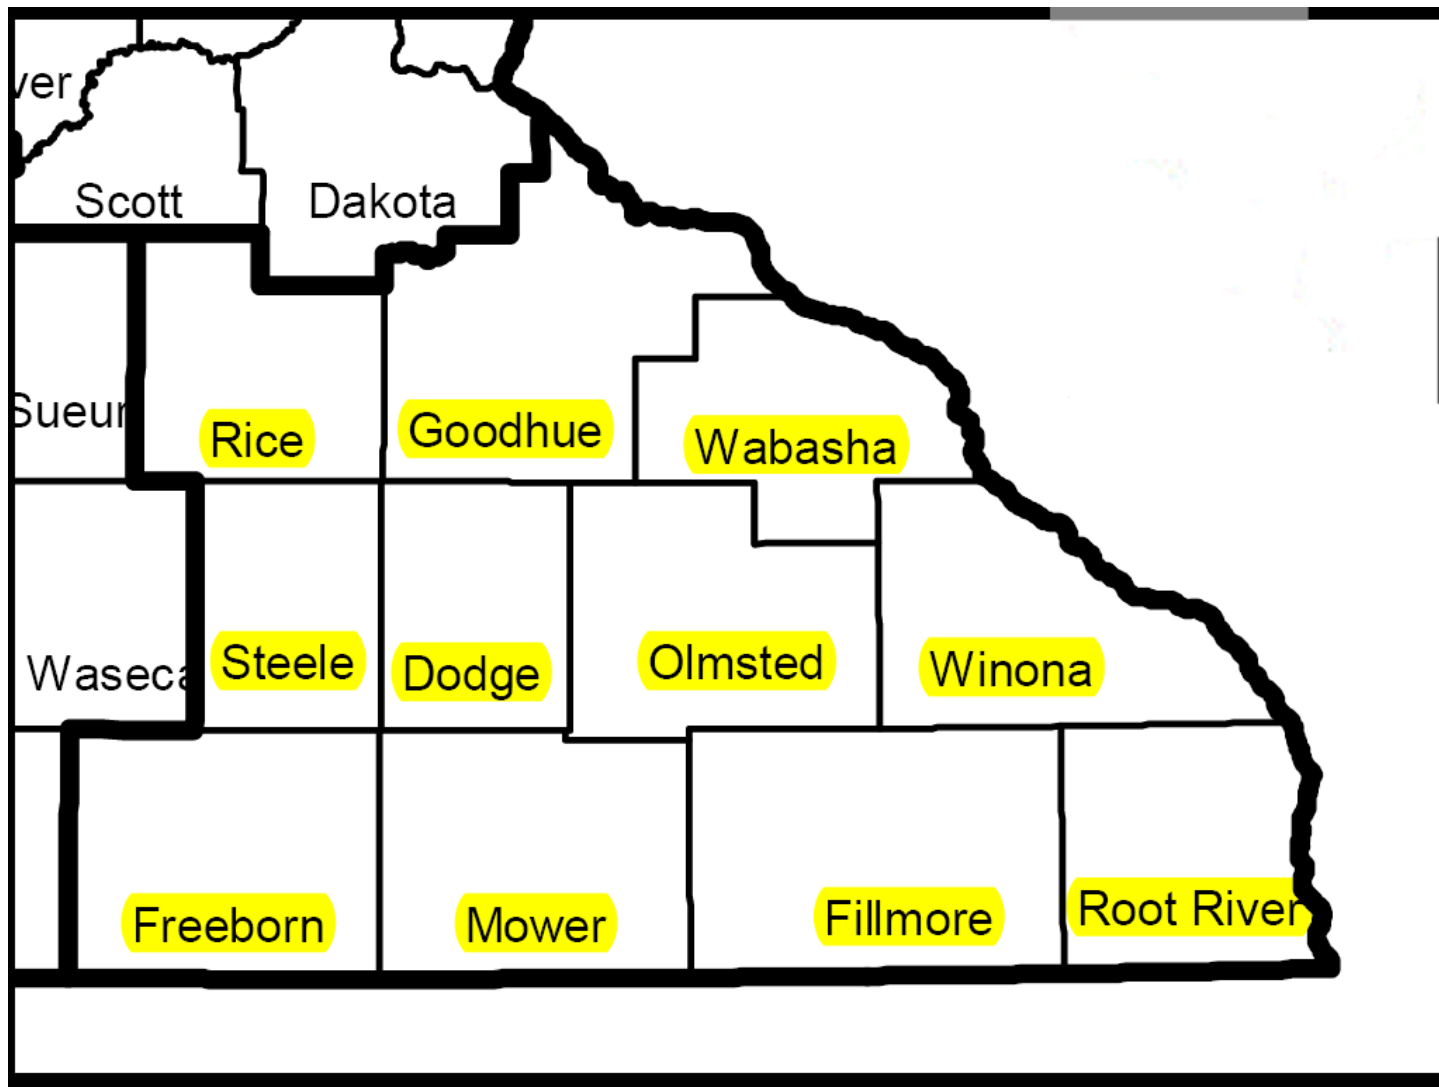 ver
Scott
Dakota
Sueur
Rice
Goodhue
Wabasha
Waseca
Steele
Dodge
Olmsted
Winona
Freeborn
Mower
Fillmore
Root River